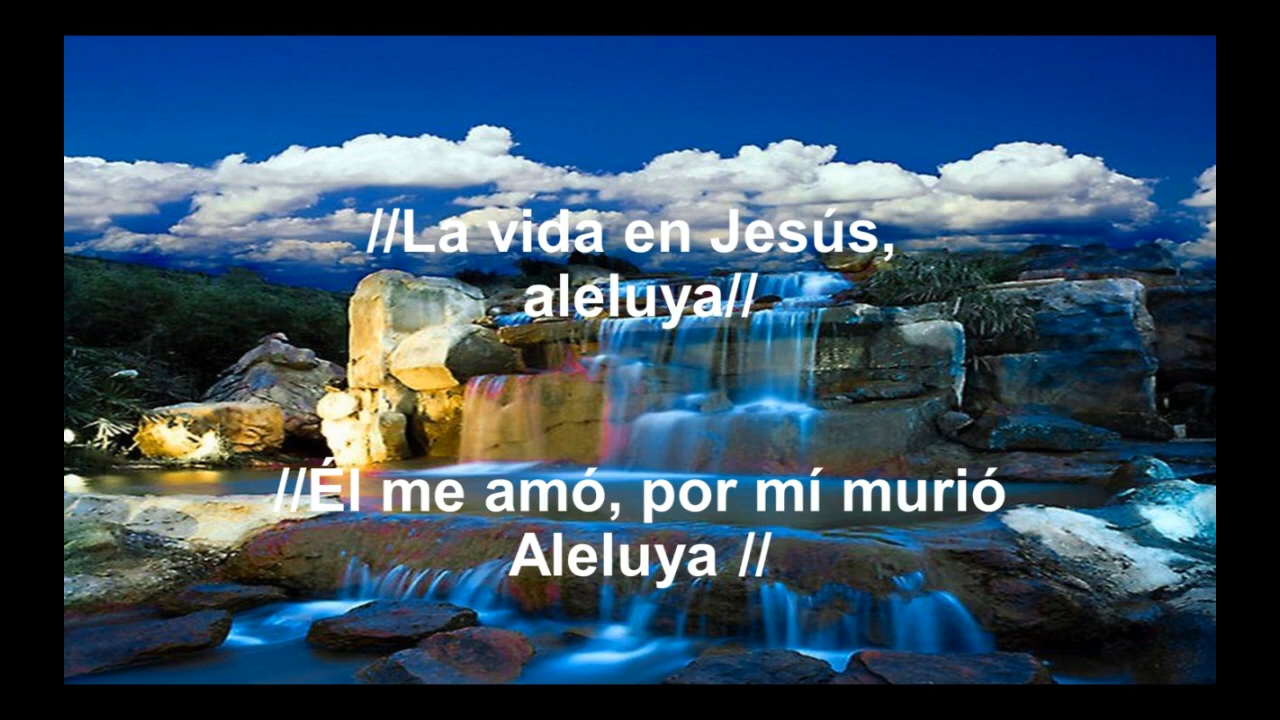 //La vida en Jesús,
aleluya//
//Él me amó, por mí murió
Aleluya //